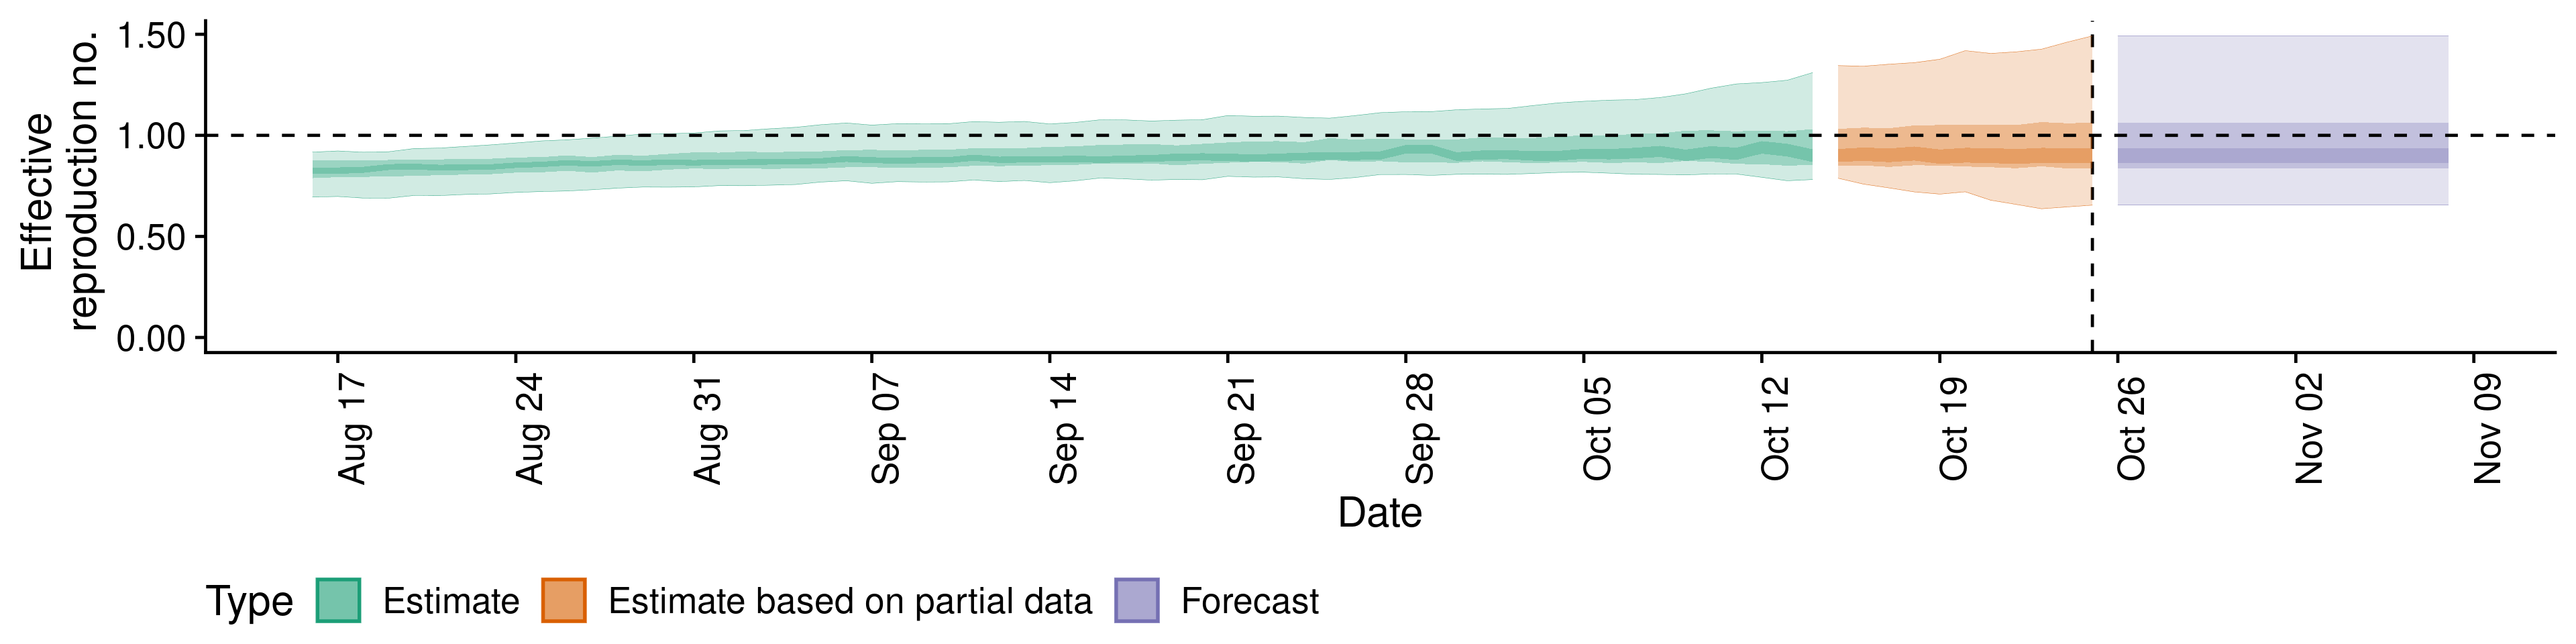 Effective
reproduction no.
1.50
1.00
0.50
0.00
Aug 17
Aug 24
Aug 31
Sep 07
Sep 14
Sep 21
Sep 28
Oct 05
Oct 12
Oct 19
Oct 26
Nov 02
Nov 09
Date
Type Estimate Estimate based on partial data Forecast